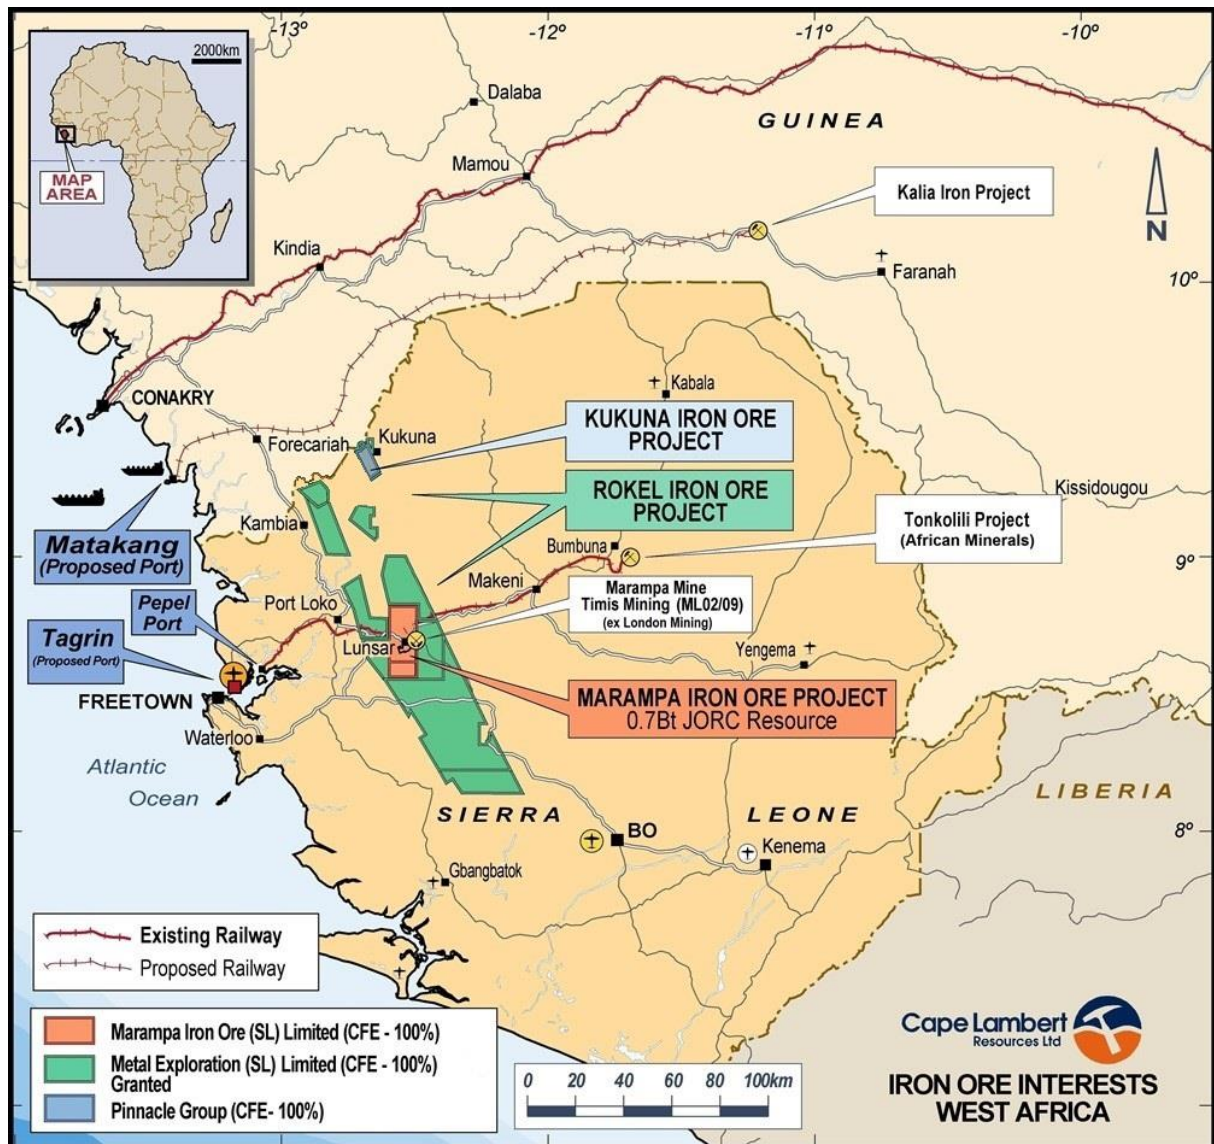 -13°
-12°
-11°
-10°
2000km
MAP
AREA
Dalaba
GUINEA
Mamou
Kalia Iron Project
N
Kindia
Faranah
10°
CONAKRY
Kabala
Forecariah
Kukuna
KUKUNA IRON ORE
PROJECT
ROKEL IRON ORE
PROJECT
Kissidougou
Kambia
Tonkolili Project
(African Minerals)
Matakang
(Proposed Port)
Bumbuna
9°
Makeni
Marampa Mine
Timis Mining (ML02/09)
(ex London Mining)
Pepel
Port
Port Loko
Tagrin
(Proposed Port)
Lunsar
Yengema
FREETOWN
MARAMPA IRON ORE PROJECT
0.7Bt JORC Resource
Waterloo
Atlantic
Ocean
LIBERIA
SIERRA LEONE
8°
BO
Kenema
Gbangbatok
Existing Railway
Proposed Railway
Marampa Iron Ore (SL) Limited (CFE - 100%)
Metal Exploration (SL) Limited (CFE - 100%)
Granted
Pinnacle Group (CFE- 100%)
0 20 40 60 80 100km
Cape Lambert
Resources Ltd
IRON ORE INTERESTS
WEST AFRICA
-13°
-12°
-11°